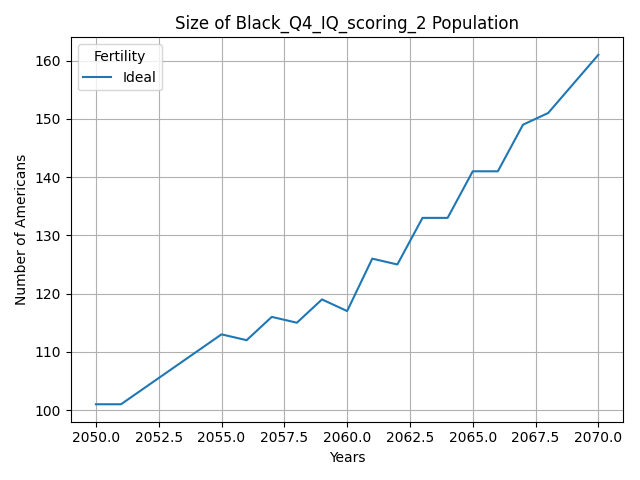 Size of Black_Q4_IQ_scoring_2 Population
Fertility
Ideal
Number of Americans
160
150
140
130
120
110
100
2050.0 2052.5 2055.0 2057.5 2060.0 2062.5 2065.0 2067.5 2070.0
Years